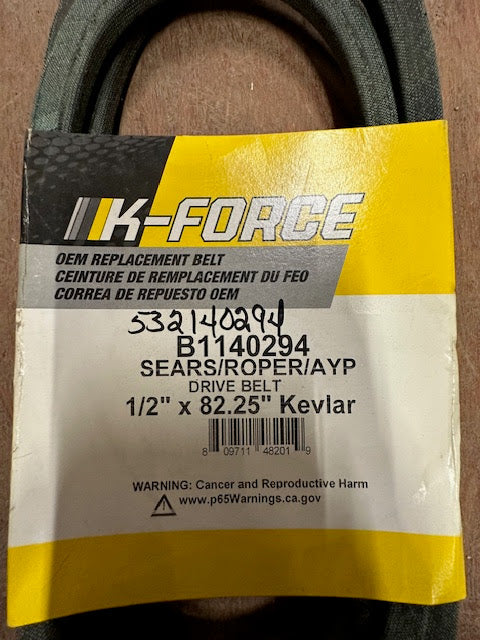 K-FORCE
OEM REPLACEMENT BELT
CEINTURE DE REMPLACEMENT DU FEO
CORREA DE REPUESTO OEM
532140294
B1140294
SEARS/ROPER/AYP
DRIVE BELT
1/2" x 82.25" Kevlar
8 09711 48201 9
WARNING: Cancer and Reproductive Harm
www.p65Warnings.ca.gov